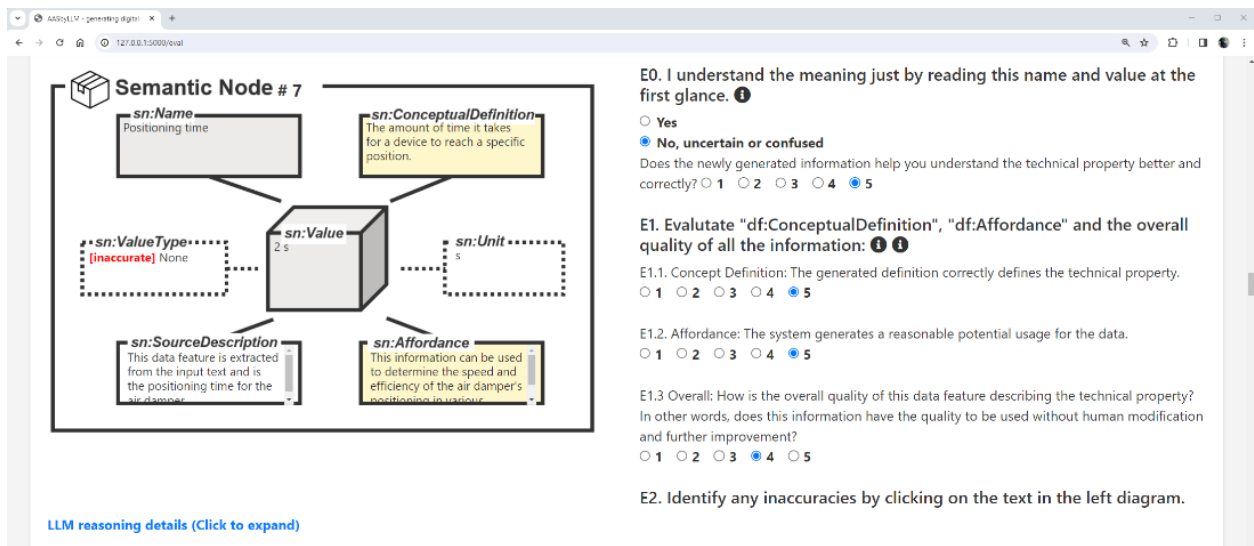 AASbyLLM - generating digital
127.0.0.1:5000/eval
Semantic Node # 7
sn:Name
Positioning time
sn:ConceptualDefinition
The amount of time it takes
for a device to reach a specific
position.
sn:ValueType
[inaccurate] None
sn:Value
2 s
sn:Unit
s
sn:SourceDescription
This data feature is extracted
from the input text and is
the positioning time for the
air damper
sn:Affordance
This information can be used
to determine the speed and
efficiency of the air damper's
positioning in various
LLM reasoning details (Click to expand)
E0. I understand the meaning just by reading this name and value at the
first glance.
Yes
No, uncertain or confused
Does the newly generated information help you understand the technical property better and
correctly? 1 2 3 4 5
E1. Evalutate "df:ConceptualDefinition", "df:Affordance" and the overall
quality of all the information:
E1.1. Concept Definition: The generated definition correctly defines the technical property.
1 2 3 4 5
E1.2. Affordance: The system generates a reasonable potential usage for the data.
1 2 3 4 5
E1.3 Overall: How is the overall quality of this data feature describing the technical property?
In other words, does this information have the quality to be used without human modification
and further improvement?
1 2 3 4 5
E2. Identify any inaccuracies by clicking on the text in the left diagram.